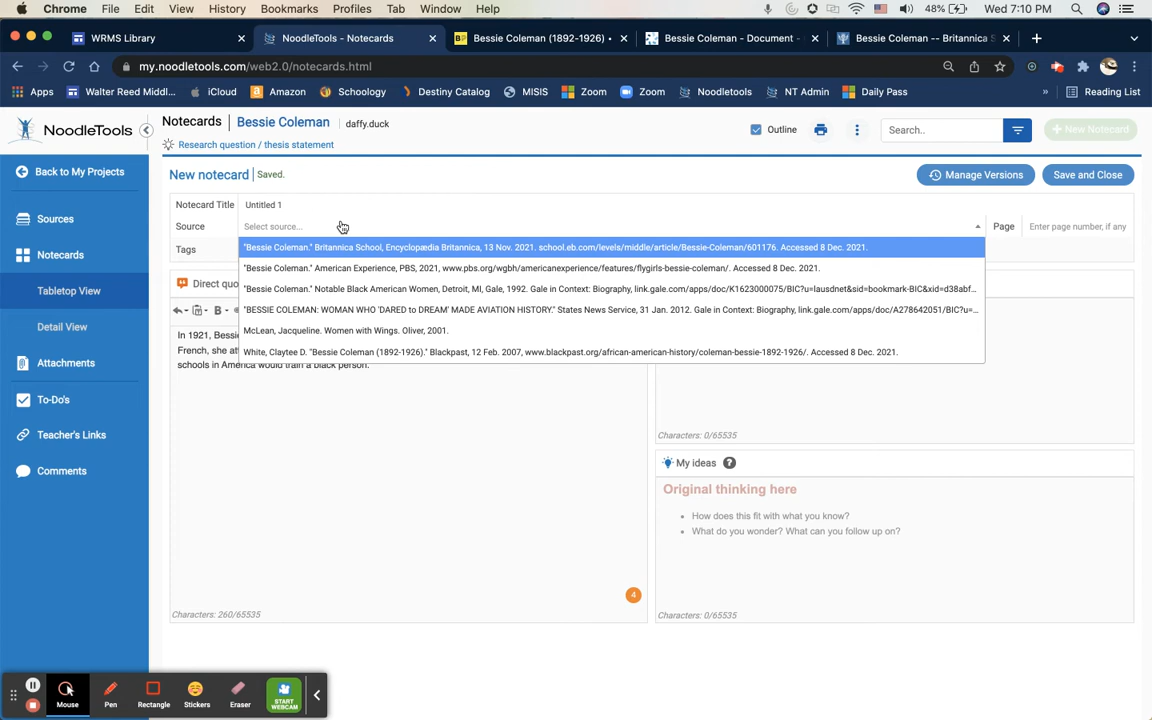 Chrome File Edit View History Bookmarks Profiles Tab Window Help 48% Wed 7:10 PM
WRMS Library NoodleTools - Notecards Bessie Coleman (1892-1926) • Bessie Coleman - Document - Bessie Coleman -- Britannica S
my.noodletools.com/web2.0/notecards.html
Apps Walter Reed Middl... iCloud Amazon Schoology Destiny Catalog MISIS Zoom Zoom Noodletools NT Admin Daily Pass » Reading List
NoodleTools
Notecards Bessie Coleman daffy.duck
Outline Search.. + New Notecard
Research question / thesis statement
Back to My Projects
New notecard Saved. Manage Versions Save and Close
Notecard Title Untitled 1
Sources
Source Select source... Page Enter page number, if any
Tags
"Bessie Coleman." Britannica School, Encyclopædia Britannica, 13 Nov. 2021. school.eb.com/levels/middle/article/Bessie-Coleman/601176. Accessed 8 Dec. 2021.
Notecards
"Bessie Coleman." American Experience, PBS, 2021, www.pbs.org/wgbh/americanexperience/features/flygirls-bessie-coleman/. Accessed 8 Dec. 2021.
Direct quo
"Bessie Coleman." Notable Black American Women, Detroit, MI, Gale, 1992. Gale in Context: Biography, link.gale.com/apps/doc/K1623000075/BIC?u=lausdnet&sid=bookmark-BIC&xid=d38abf...
Tabletop View
"BESSIE COLEMAN: WOMAN WHO 'DARED to DREAM' MADE AVIATION HISTORY." States News Service, 31 Jan. 2012. Gale in Context: Biography, link.gale.com/apps/doc/A278642051/BIC?u=...
Detail View
In 1921, Bessi
McLean, Jacqueline. Women with Wings. Oliver, 2001.
French, she at
White, Claytee D. "Bessie Coleman (1892-1926)." Blackpast, 12 Feb. 2007, www.blackpast.org/african-american-history/coleman-bessie-1892-1926/. Accessed 8 Dec. 2021.
schools in America would train a black person.
Attachments
To-Do's
Teacher's Links
Comments
Characters: 0/65535
My ideas ?
Original thinking here
• How does this fit with what you know?
• What do you wonder? What can you follow up on?
4
Characters: 260/65535
Characters: 0/65535
Mouse Pen Rectangle Stickers Eraser START WEBCAM